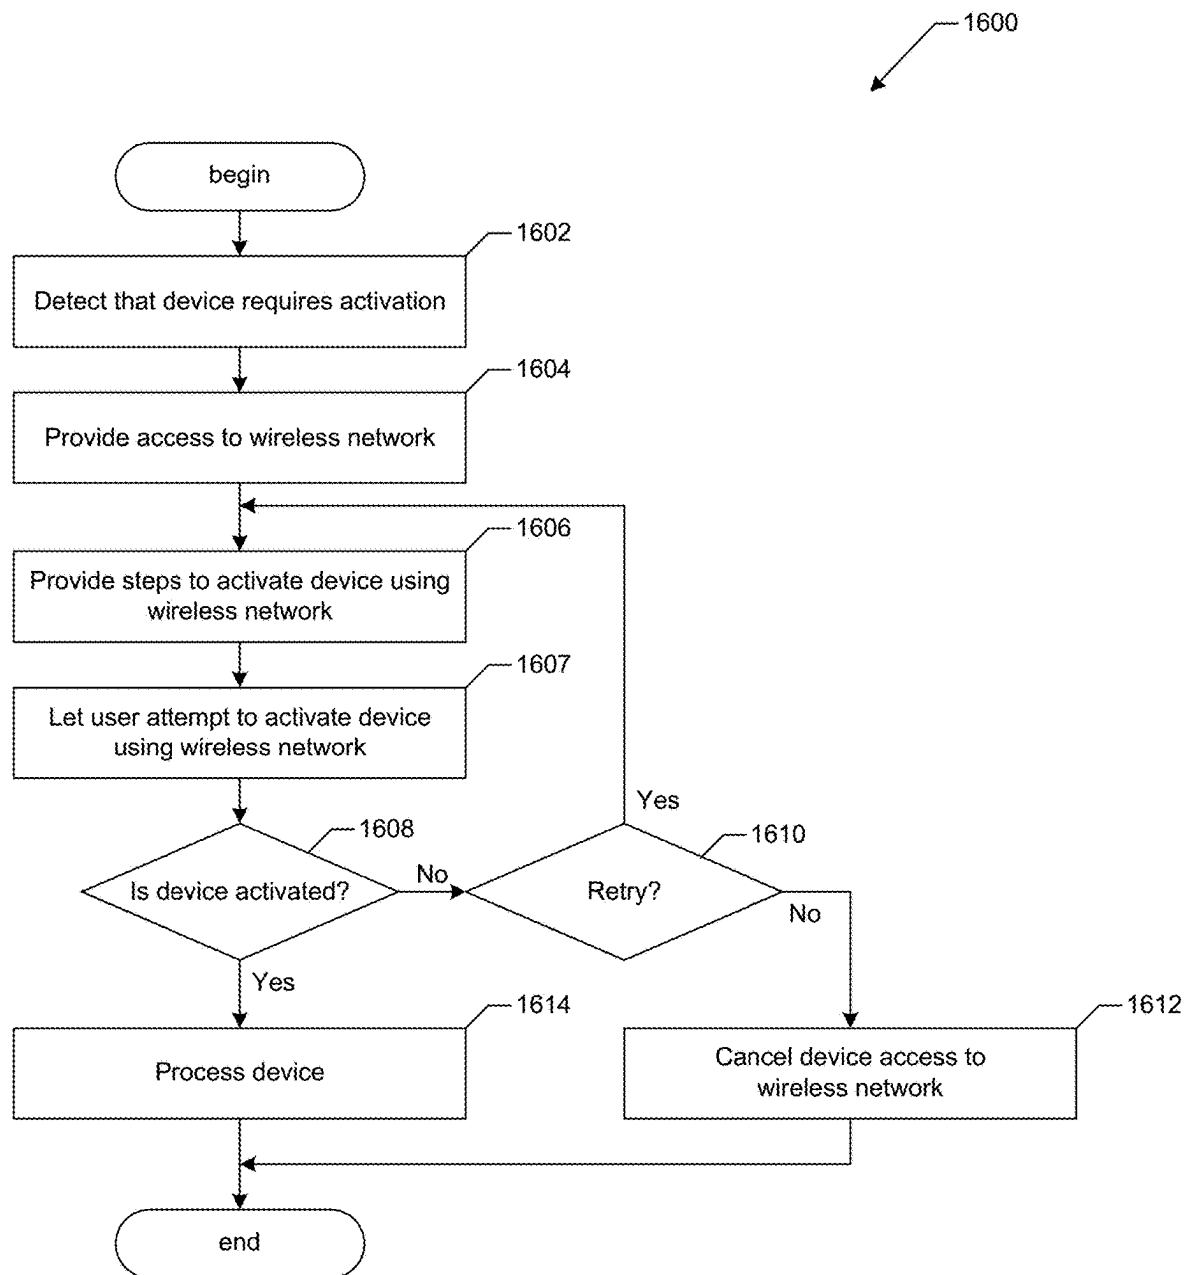 1600
begin
1602
Detect that device requires activation
1604
Provide access to wireless network
1606
Provide steps to activate device using
wireless network
1607
Let user attempt to activate device
using wireless network
1608
Is device activated?
No
Yes
1610
Retry?
Yes
No
1614
Process device
1612
Cancel device access to
wireless network
end